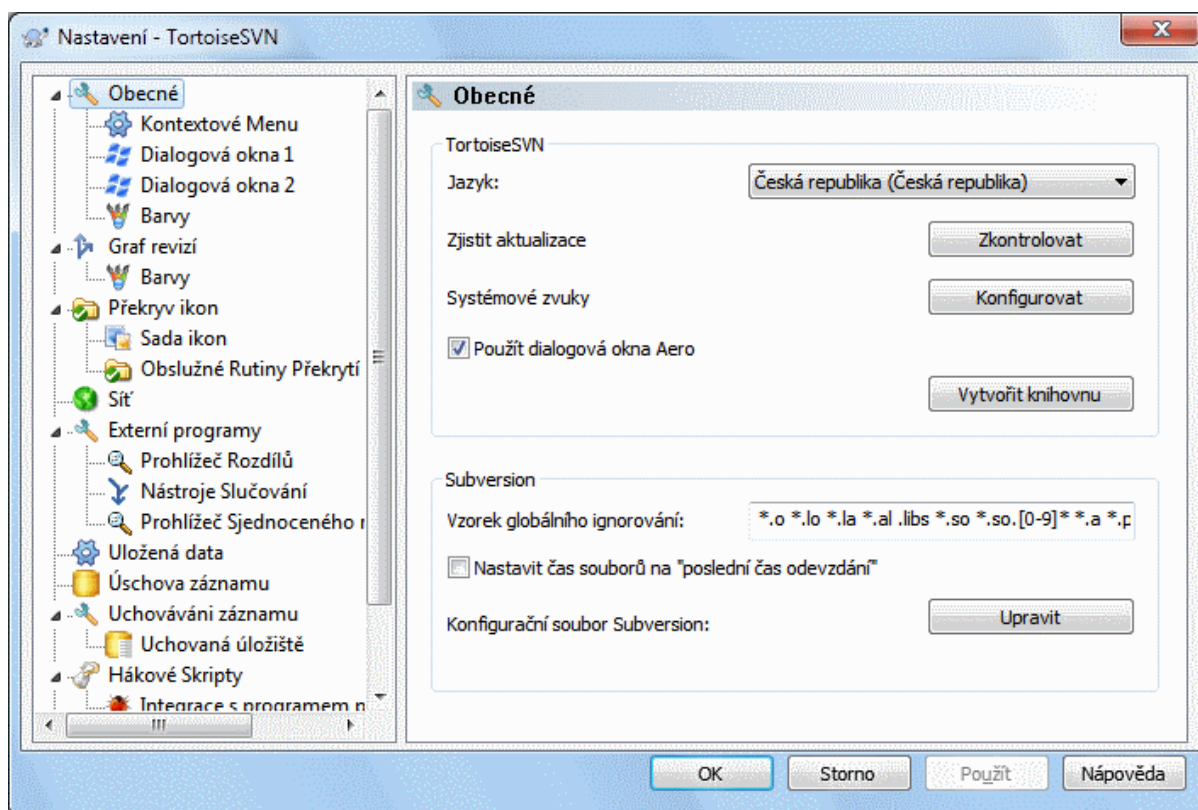 Nastavení - TortoiseSVN
Obecné
Kontextové Menu
Dialogová okna 1
Dialogová okna 2
Barvy
Graf revizí
Barvy
Překryv ikon
Sada ikon
Obslužné Rutiny Překrytí
Síť
Externí programy
Prohlížeč Rozdílů
Nástroje Slučování
Prohlížeč Sjednoceného r
Uložená data
Úschova záznamu
Uchováváni záznamu
Uchovaná úložiště
Hákové Skripty
Integrace s programem n
Obecné
TortoiseSVN
Jazyk: Česká republika (Česká republika)
Zjistit aktualizace Zkontrolovat
Systémové zvuky Konfigurovat
Použít dialogová okna Aero
Vytvořit knihovnu
Subversion
Vzorek globálního ignorování: *.o *.lo *.la *.al .libs *.so *.so.[0-9]* *.a *.p
Nastavit čas souborů na "poslední čas odevzdání"
Konfigurační soubor Subversion: Upravit
OK Storno Použít Nápověda